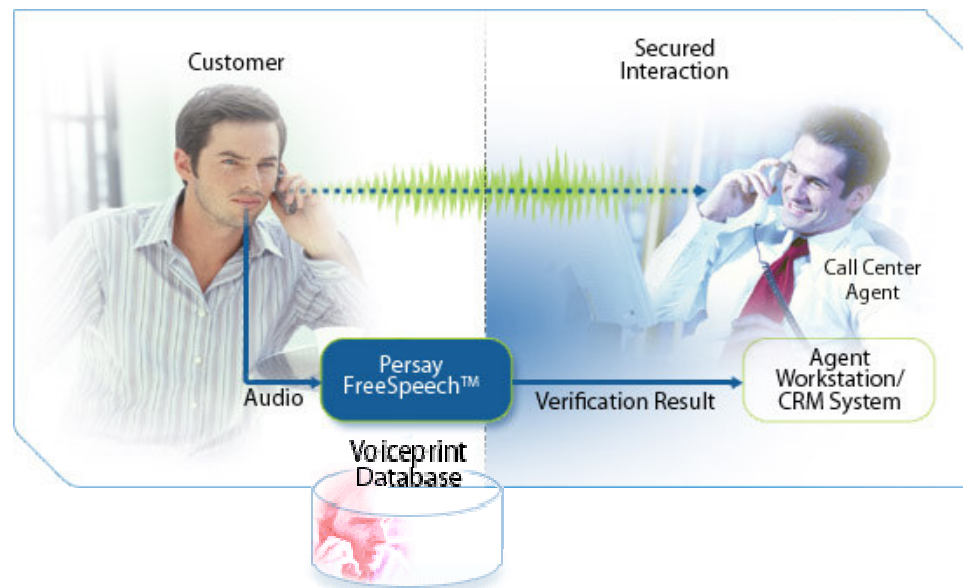 Customer
Secured
Interaction
Call Center
Agent
Persay
FreeSpeech™
Audio
Verification Result
Agent
Workstation/
CRM System
Voiceprint
Database